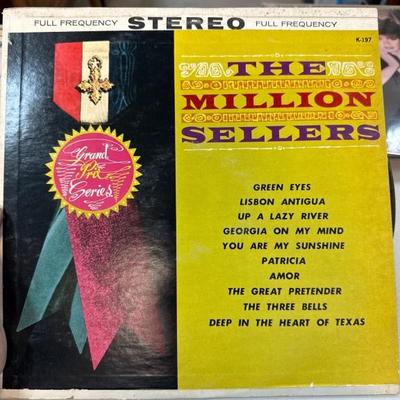 FULL FREQUENCY STEREO FULL FREQUENCY
K-197
THE
MILLION
SELLERS
Grand
Prix
Series
GREEN EYES
LISBON ANTIGUA
UP A LAZY RIVER
GEORGIA ON MY MIND
YOU ARE MY SUNSHINE
PATRICIA
AMOR
THE GREAT PRETENDER
THE THREE BELLS
DEEP IN THE HEART OF TEXAS